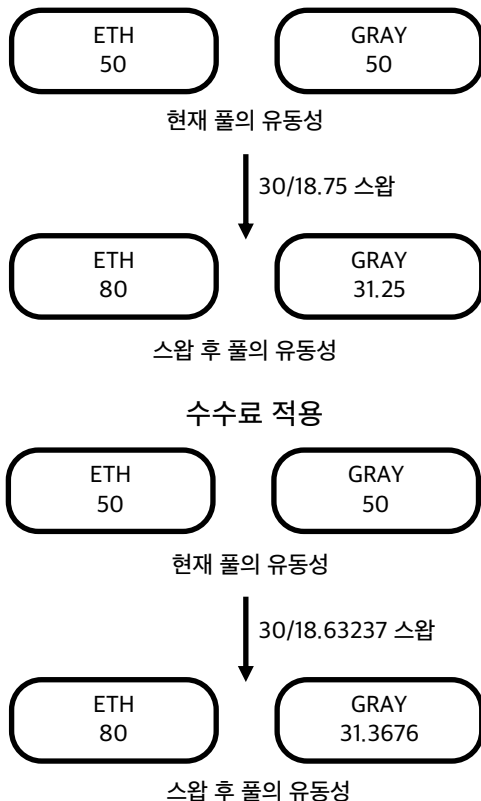 ETH
50
GRAY
50
현재 풀의 유동성
30/18.75 스왑
ETH
80
GRAY
31.25
스왑 후 풀의 유동성
수수료 적용
ETH
50
GRAY
50
현재 풀의 유동성
30/18.63237 스왑
ETH
80
GRAY
31.3676
스왑 후 풀의 유동성